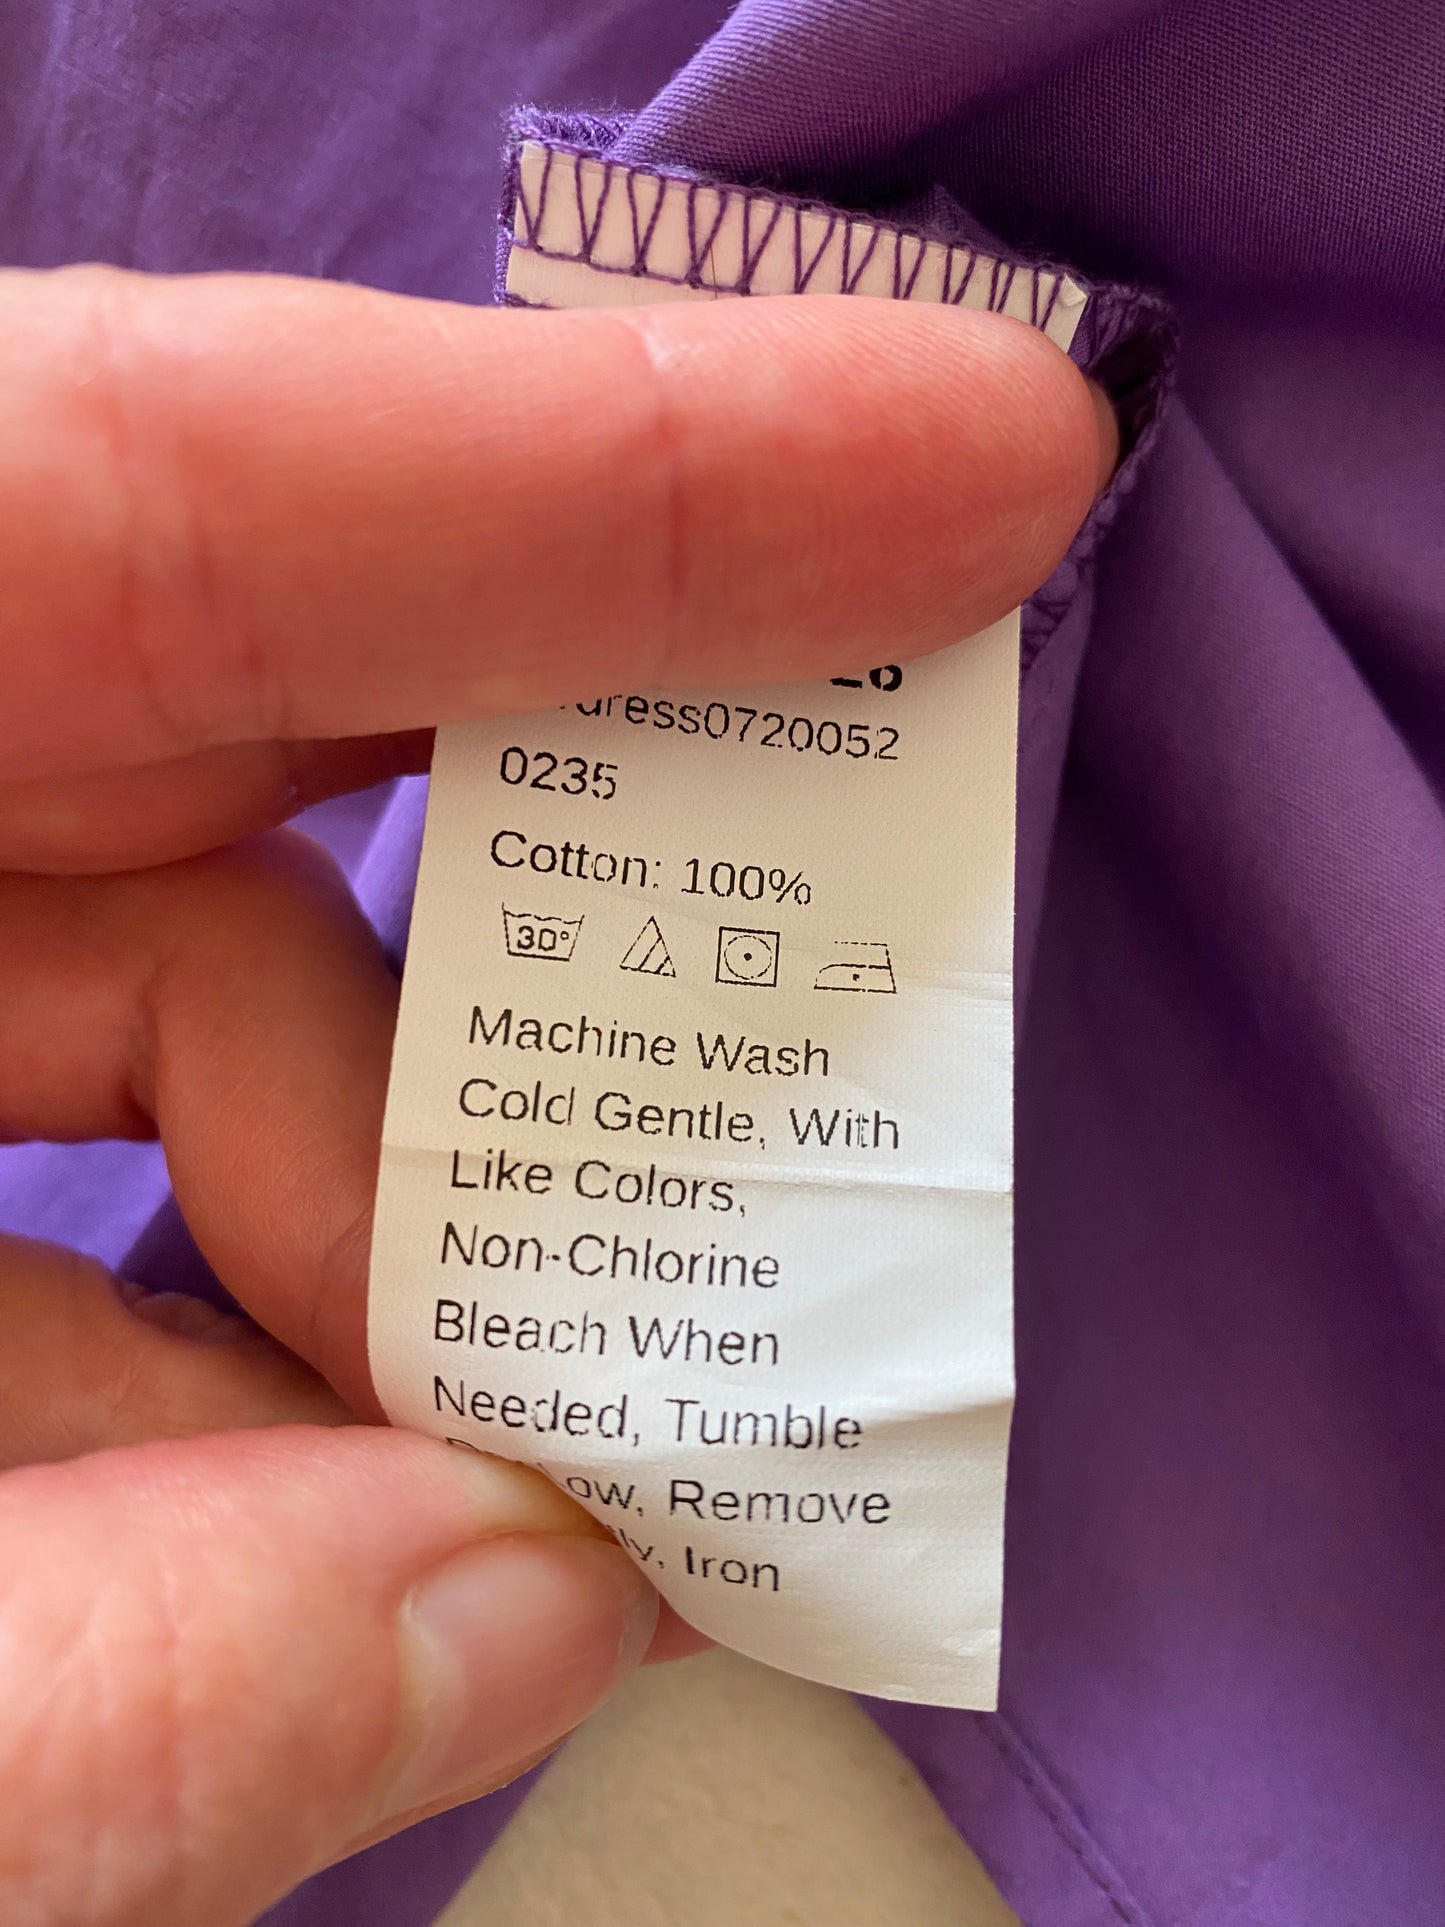 0235
Cotton: 100%
30°
Machine Wash
Cold Gentle, With
Like Colors,
Non-Chlorine
Bleach When
Needed, Tumble
Low, Remove
Iron